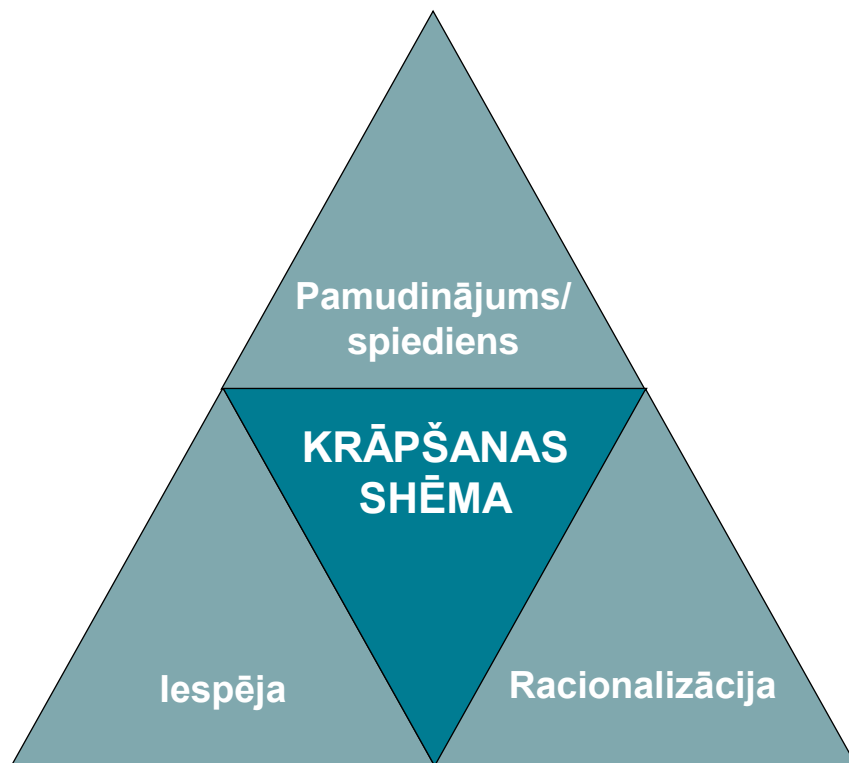 Pamudinājums/
spiediens
KRĀPŠANAS
SHĒMA
Iespēja
Racionalizācija